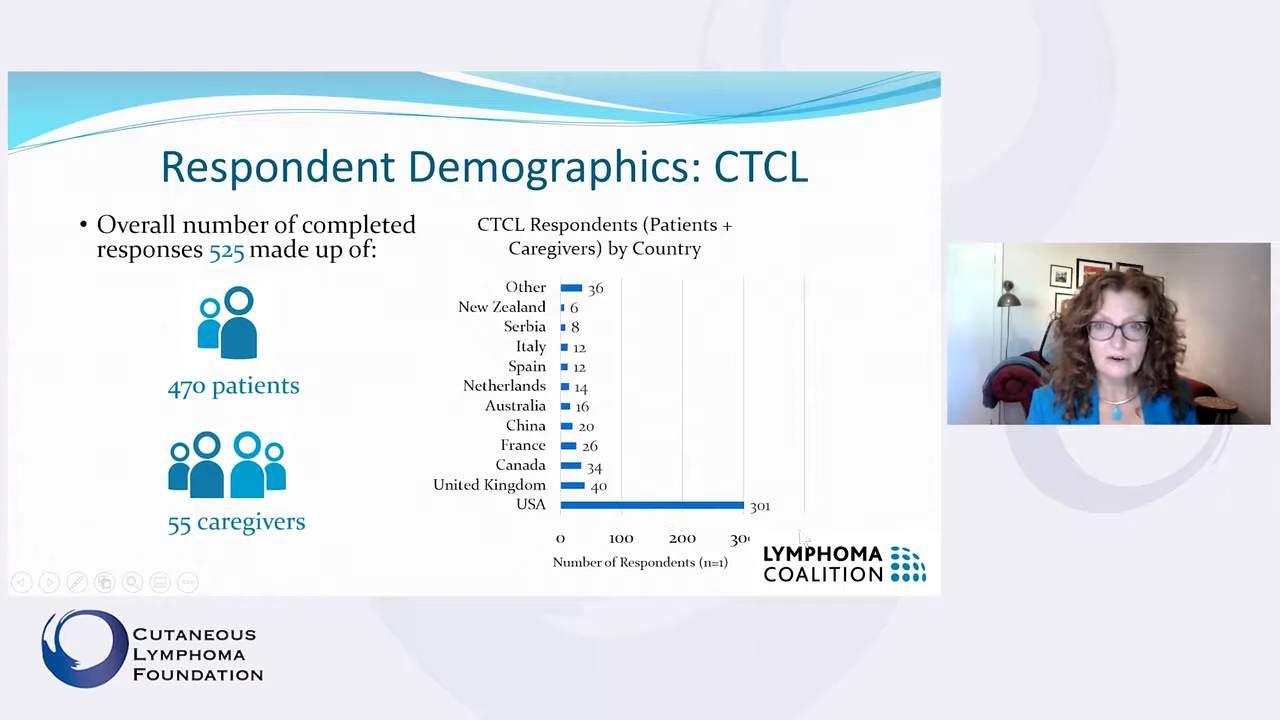 Respondent Demographics: CTCL
• Overall number of completed
responses 525 made up of:
470 patients
55 caregivers
CTCL Respondents (Patients +
Caregivers) by Country
Other 36
New Zealand 6
Serbia 8
Italy 12
Spain 12
Netherlands 14
Australia 16
China 20
France 26
Canada 34
United Kingdom 40
USA 301
0 100 200 30
Number of Respondents (n=1)
LYMPHOMA
COALITION
CUTANEOUS
LYMPHOMA
FOUNDATION